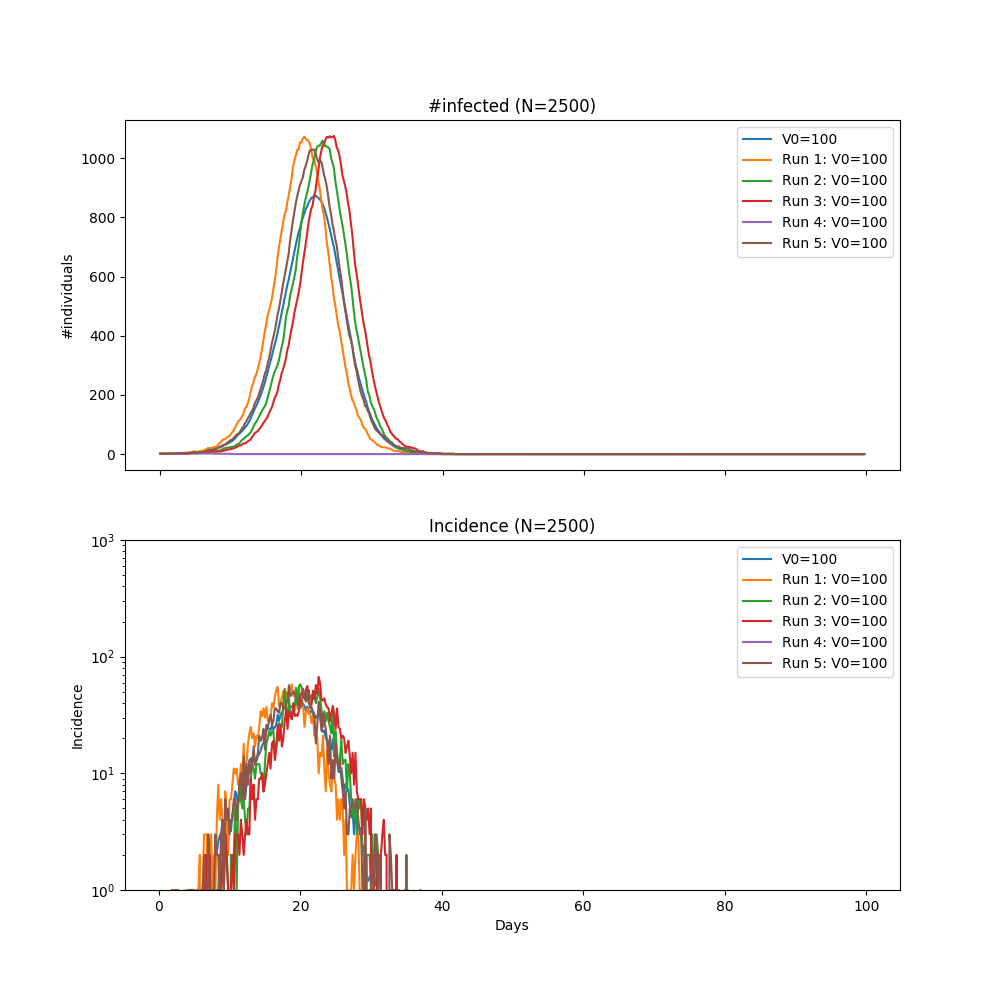 #infected (N=2500)
#individuals
1000
800
600
400
200
0
V0=100
Run 1: V0=100
Run 2: V0=100
Run 3: V0=100
Run 4: V0=100
Run 5: V0=100
Incidence (N=2500)
Incidence
10³
10²
10¹
10⁰
V0=100
Run 1: V0=100
Run 2: V0=100
Run 3: V0=100
Run 4: V0=100
Run 5: V0=100
0 20 40 60 80 100
Days